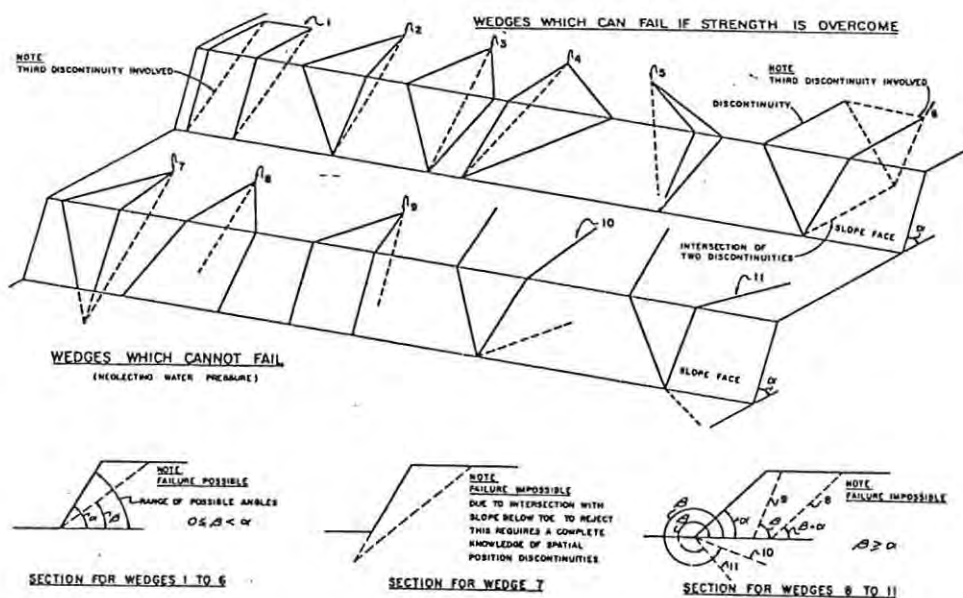 WEDGES WHICH CAN FAIL IF STRENGTH IS OVERCOME
1
2
3
4
5
6
NOTE
THIRD DISCONTINUITY INVOLVED
NOTE
THIRD DISCONTINUITY INVOLVED
DISCONTINUITY
7
8
9
10
11
SLOPE FACE
α
INTERSECTION OF
TWO DISCONTINUITIES
WEDGES WHICH CANNOT FAIL
(NEGLECTING WATER PRESSURE)
SLOPE FACE
α
NOTE
FAILURE POSSIBLE
RANGE OF POSSIBLE ANGLES
α β 0 ≤ β < α
SECTION FOR WEDGES 1 TO 6
NOTE
FAILURE IMPOSSIBLE
DUE TO INTERSECTION WITH
SLOPE BELOW TOE TO REJECT
THIS REQUIRES A COMPLETE
KNOWLEDGE OF SPATIAL
POSITION DISCONTINUITIES
SECTION FOR WEDGE 7
NOTE
FAILURE IMPOSSIBLE
9
8
β
β
α
β
β=α
10
11
β ≥ α
SECTION FOR WEDGES 8 TO 11